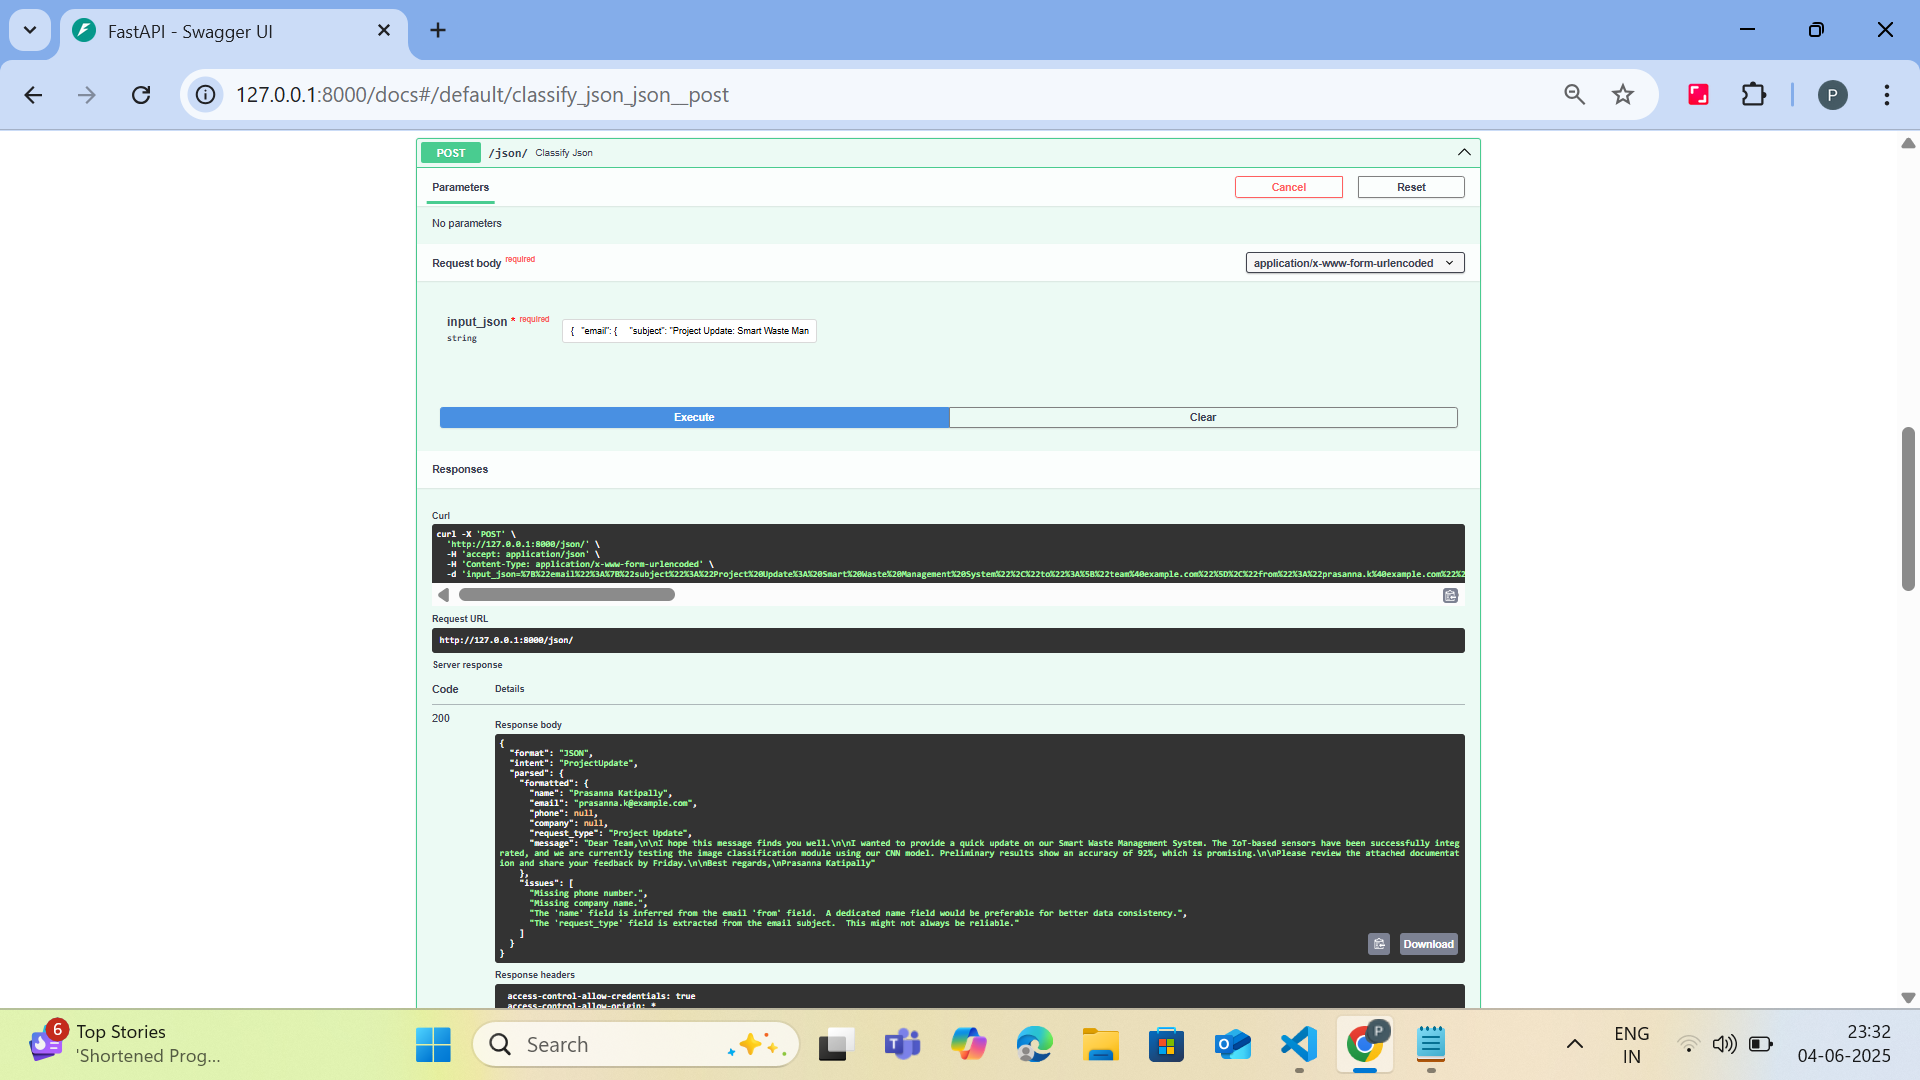 FastAPI - Swagger UI
127.0.0.1:8000/docs#/default/classify_json_json__post
P
POST /json/ Classify Json
Parameters
Cancel
Reset
No parameters
Request body required
application/x-www-form-urlencoded
input_json * required
string
{ "email": { "subject": "Project Update: Smart Waste Man
Execute
Clear
Responses
Curl
curl -X 'POST' \
'http://127.0.0.1:8000/json/' \
-H 'accept: application/json' \
-H 'Content-Type: application/x-www-form-urlencoded' \
-d 'input_json=%7B%22email%22%3A%7B%22subject%22%3A%22Project%20Update%3A%20Smart%20Waste%20Management%20System%22%2C%22to%22%3A%5B%22team%40example.com%22%5D%2C%22from%22%3A%22prasanna.k%40example.com%22%2
Request URL
http://127.0.0.1:8000/json/
Server response
Code Details
200
Response body
{
"format": "JSON",
"intent": "ProjectUpdate",
"parsed": {
"formatted": {
"name": "Prasanna Katipally",
"email": "prasanna.k@example.com",
"phone": null,
"company": null,
"request_type": "Project Update",
"message": "Dear Team,\n\nI hope this message finds you well.\n\nI wanted to provide a quick update on our Smart Waste Management System. The IoT-based sensors have been successfully integ
rated, and we are currently testing the image classification module using our CNN model. Preliminary results show an accuracy of 92%, which is promising.\n\nPlease review the attached documentat
ion and share your feedback by Friday.\n\nBest regards,\nPrasanna Katipally"
},
"issues": [
"Missing phone number.",
"Missing company name.",
"The 'name' field is inferred from the email 'from' field.  A dedicated name field would be preferable for better data consistency.",
"The 'request_type' field is extracted from the email subject.  This might not always be reliable."
]
}
}
Download
Response headers
access-control-allow-credentials: true
access-control-allow-origin: *
6
Top Stories
'Shortened Prog...
Search
P
ENG
IN
23:32
04-06-2025